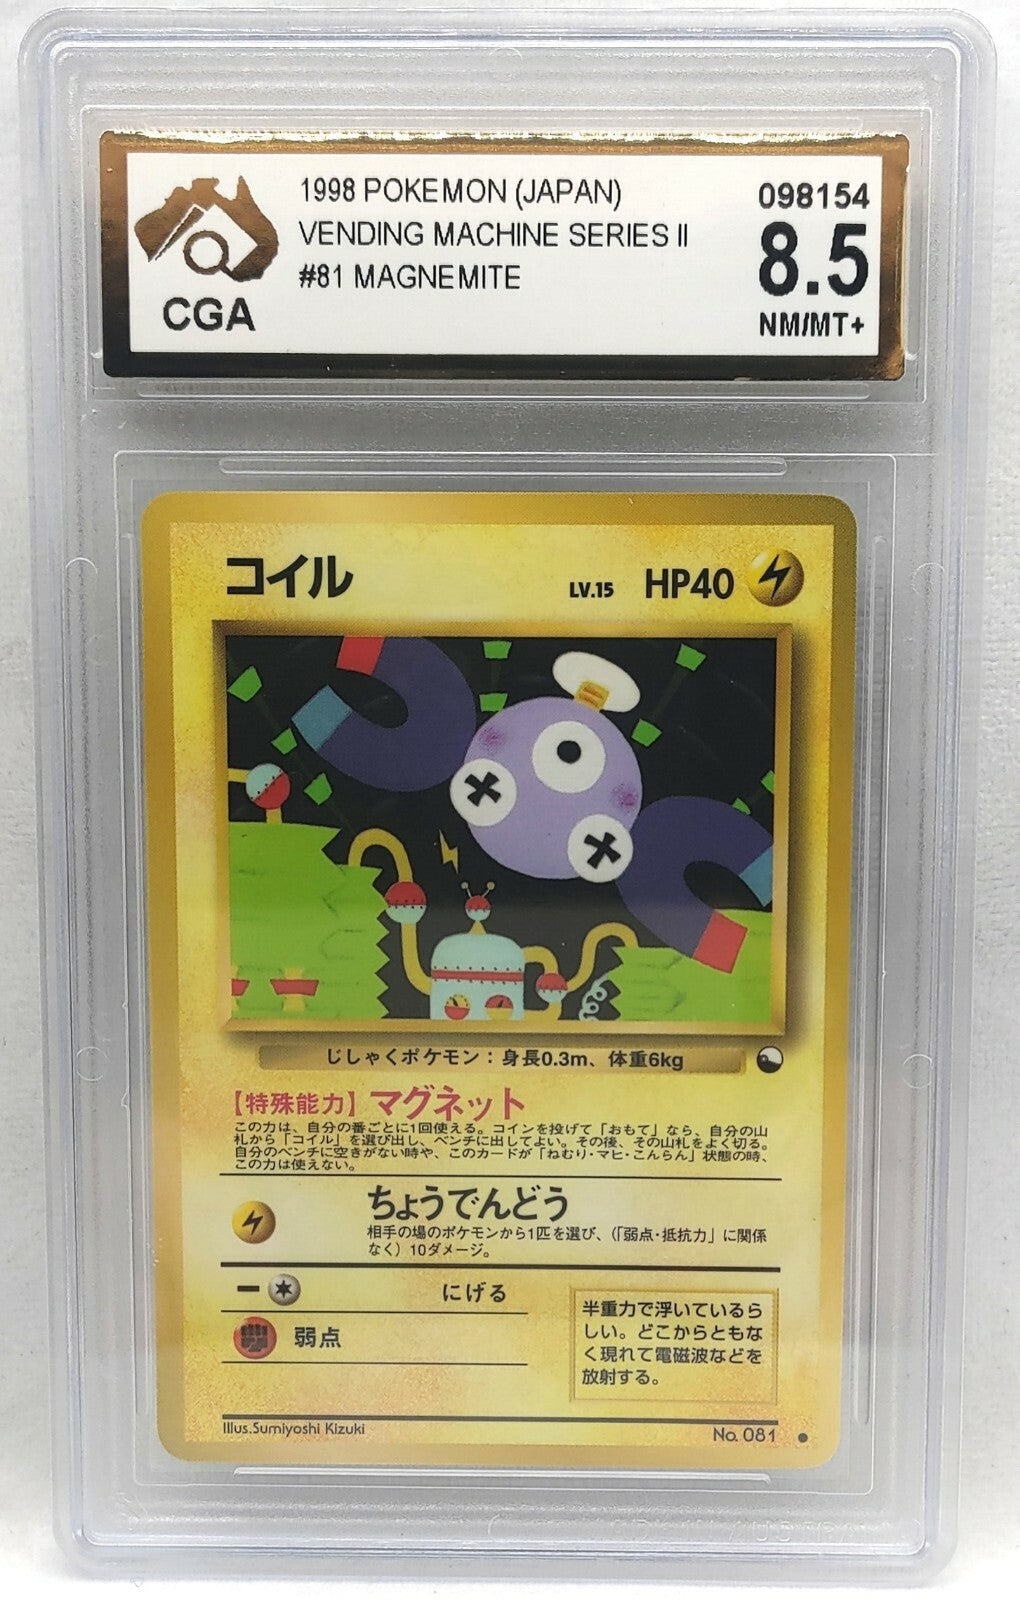 1998 POKEMON (JAPAN)
VENDING MACHINE SERIES II
#81 MAGNEMITE
CGA
098154
8.5
NM/MT+
コイル
LV.15 HP40
じしゃくポケモン：身長0.3m、体重6kg
【特殊能力】マグネット
この力は、自分の番ごとに1回使える。コインを投げて「おもて」なら、自分の山
札から「コイル」を選び出し、ベンチに出してよい。その後、その山札をよく切る。
自分のベンチに空きがない時や、このカードが「ねむり・マヒ・こんらん」状態の時、
この力は使えない。
ちょうでんどう
相手の場のポケモンから1匹を選び、（「弱点・抵抗力」に関係
なく）10ダメージ。
にげる
弱点
半重力で浮いているら
しい。どこからともな
く現れて電磁波などを
放射する。
Illus.Sumiyoshi Kizuki
No. 081 ●